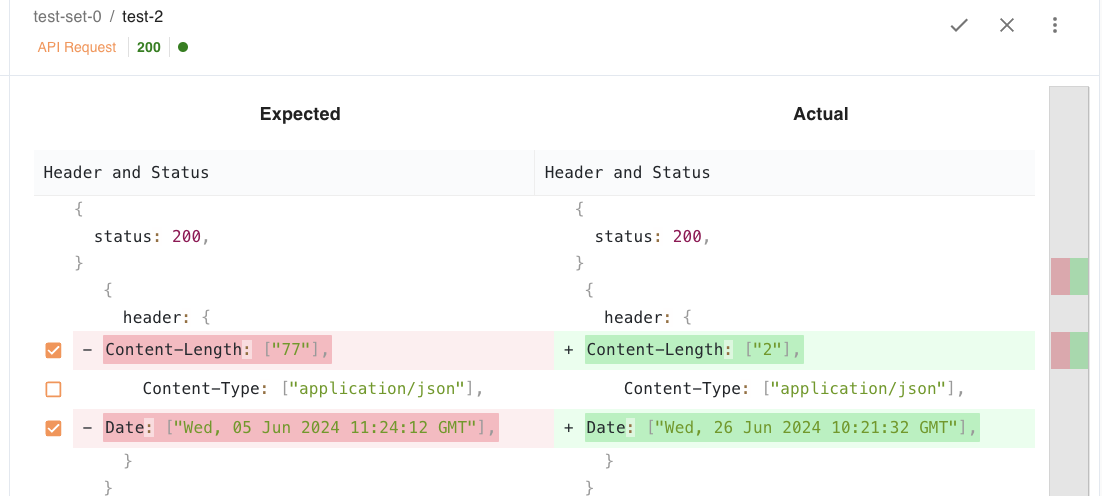 test-set-0 / test-2
API Request 200
Expected Actual
Header and Status Header and Status
{ {
status: 200, status: 200,
} }
{ {
header: { header: {
− Content-Length: ["77"], + Content-Length: ["2"],
Content-Type: ["application/json"], Content-Type: ["application/json"],
− Date: ["Wed, 05 Jun 2024 11:24:12 GMT"], + Date: ["Wed, 26 Jun 2024 10:21:32 GMT"],
} }
} }